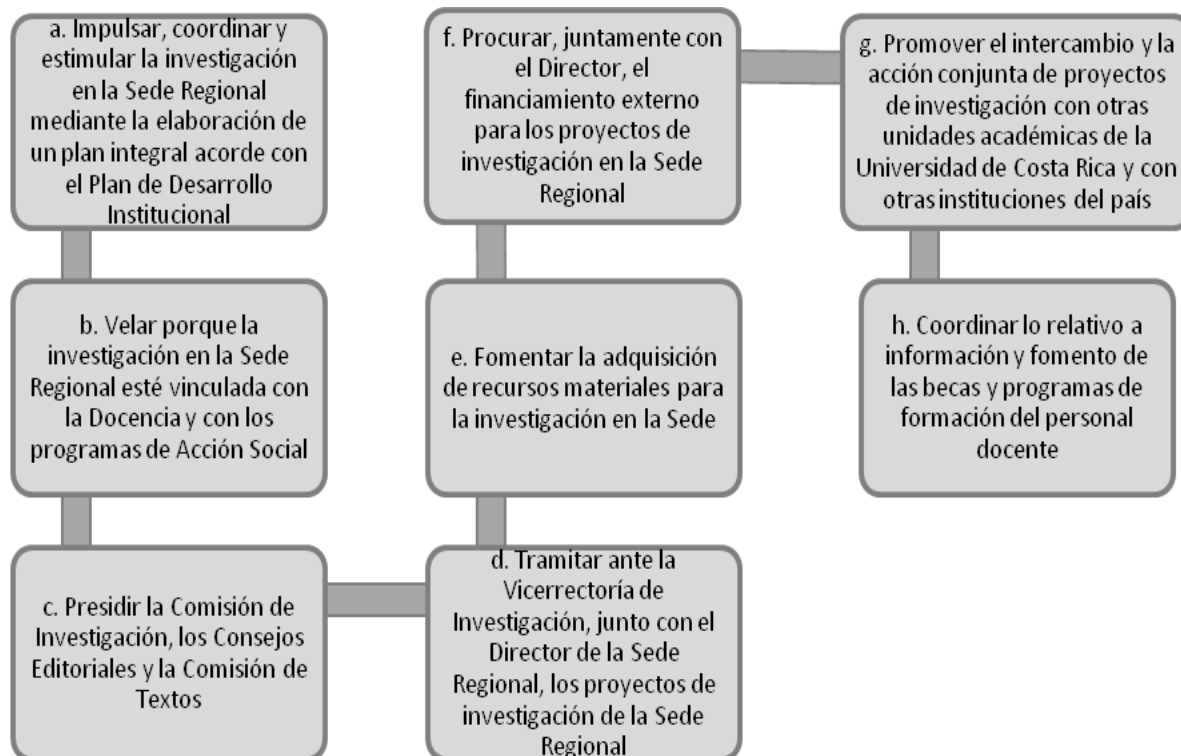 a. Impulsar, coordinar y
estimular la investigación
en la Sede Regional
mediante la elaboración de
un plan integral acorde con
el Plan de Desarrollo
Institucional
b. Velar porque la
investigación en la Sede
Regional esté vinculada con
la Docencia y con los
programas de Acción Social
c. Presidir la Comisión de
Investigación, los Consejos
Editoriales y la Comisión de
Textos
d. Tramitar ante la
Vicerrectoría de
Investigación, junto con el
Director de la Sede
Regional, los proyectos de
investigación de la Sede
Regional
e. Fomentar la adquisición
de recursos materiales para
la investigación en la Sede
f. Procurar, juntamente con
el Director, el
financiamiento externo
para los proyectos de
investigación en la Sede
Regional
g. Promover el intercambio y la
acción conjunta de proyectos
de investigación con otras
unidades académicas de la
Universidad de Costa Rica y con
otras instituciones del país
h. Coordinar lo relativo a
información y fomento de
las becas y programas de
formación del personal
docente